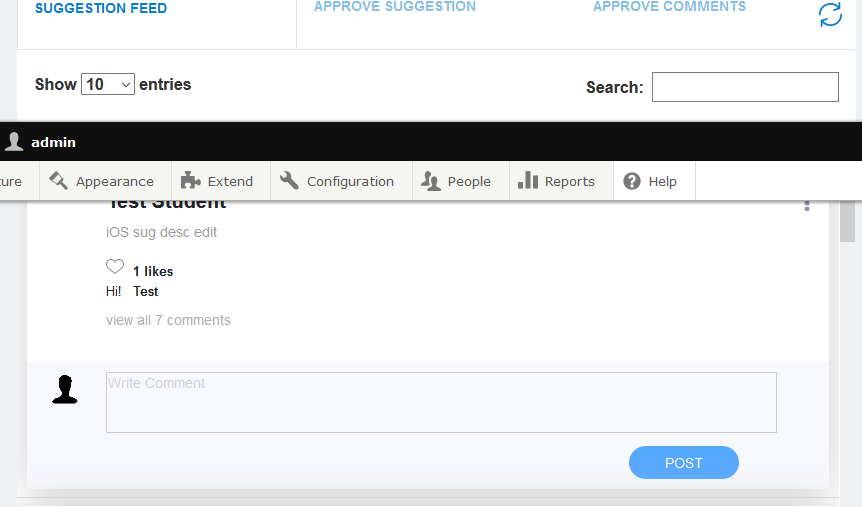 SUGGESTION FEED APPROVE SUGGESTION APPROVE COMMENTS
Show 10 entries Search:
admin
ture Appearance Extend Configuration People Reports Help
Test Student
iOS sug desc edit
1 likes
Hi! Test
view all 7 comments
Write Comment
POST